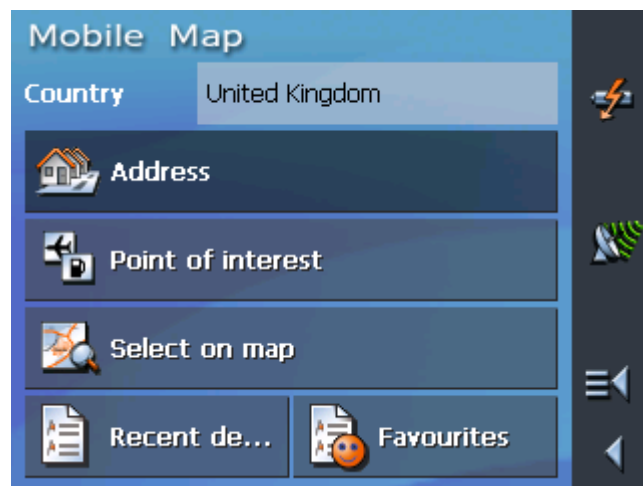 Mobile Map
Country United Kingdom
Address
Point of interest
Select on map
Recent de... Favourites